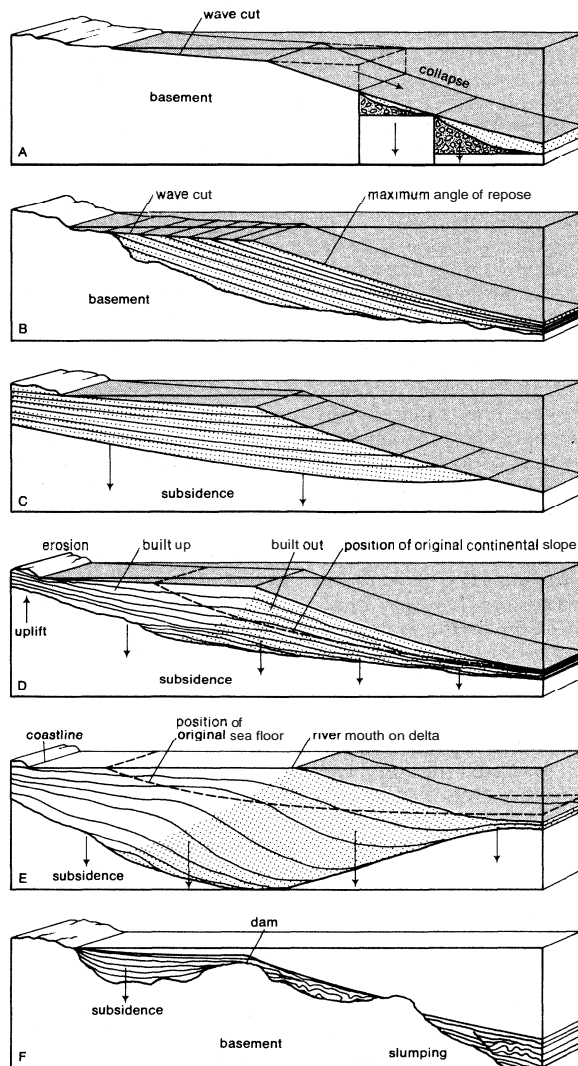 wave cut
collapse
basement
A
wave cut
maximum angle of repose
basement
B
subsidence
C
erosion
built up
built out
position of original continental slope
uplift
subsidence
D
position of
original sea floor
coastline
river mouth on delta
subsidence
E
dam
subsidence
basement
slumping
F